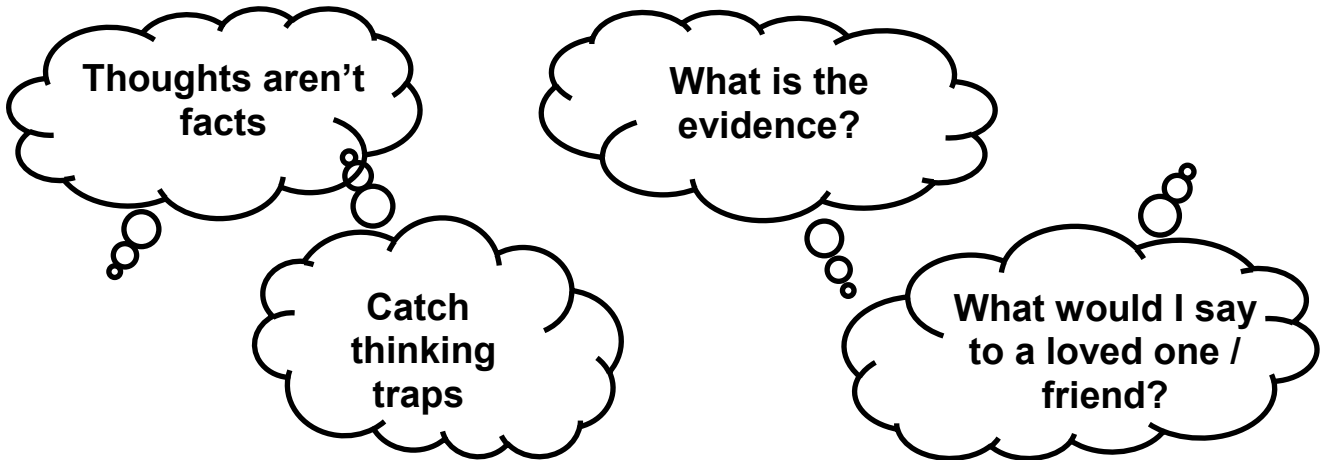 Thoughts aren’t
facts
What is the
evidence?
Catch
thinking
traps
What would I say
to a loved one /
friend?